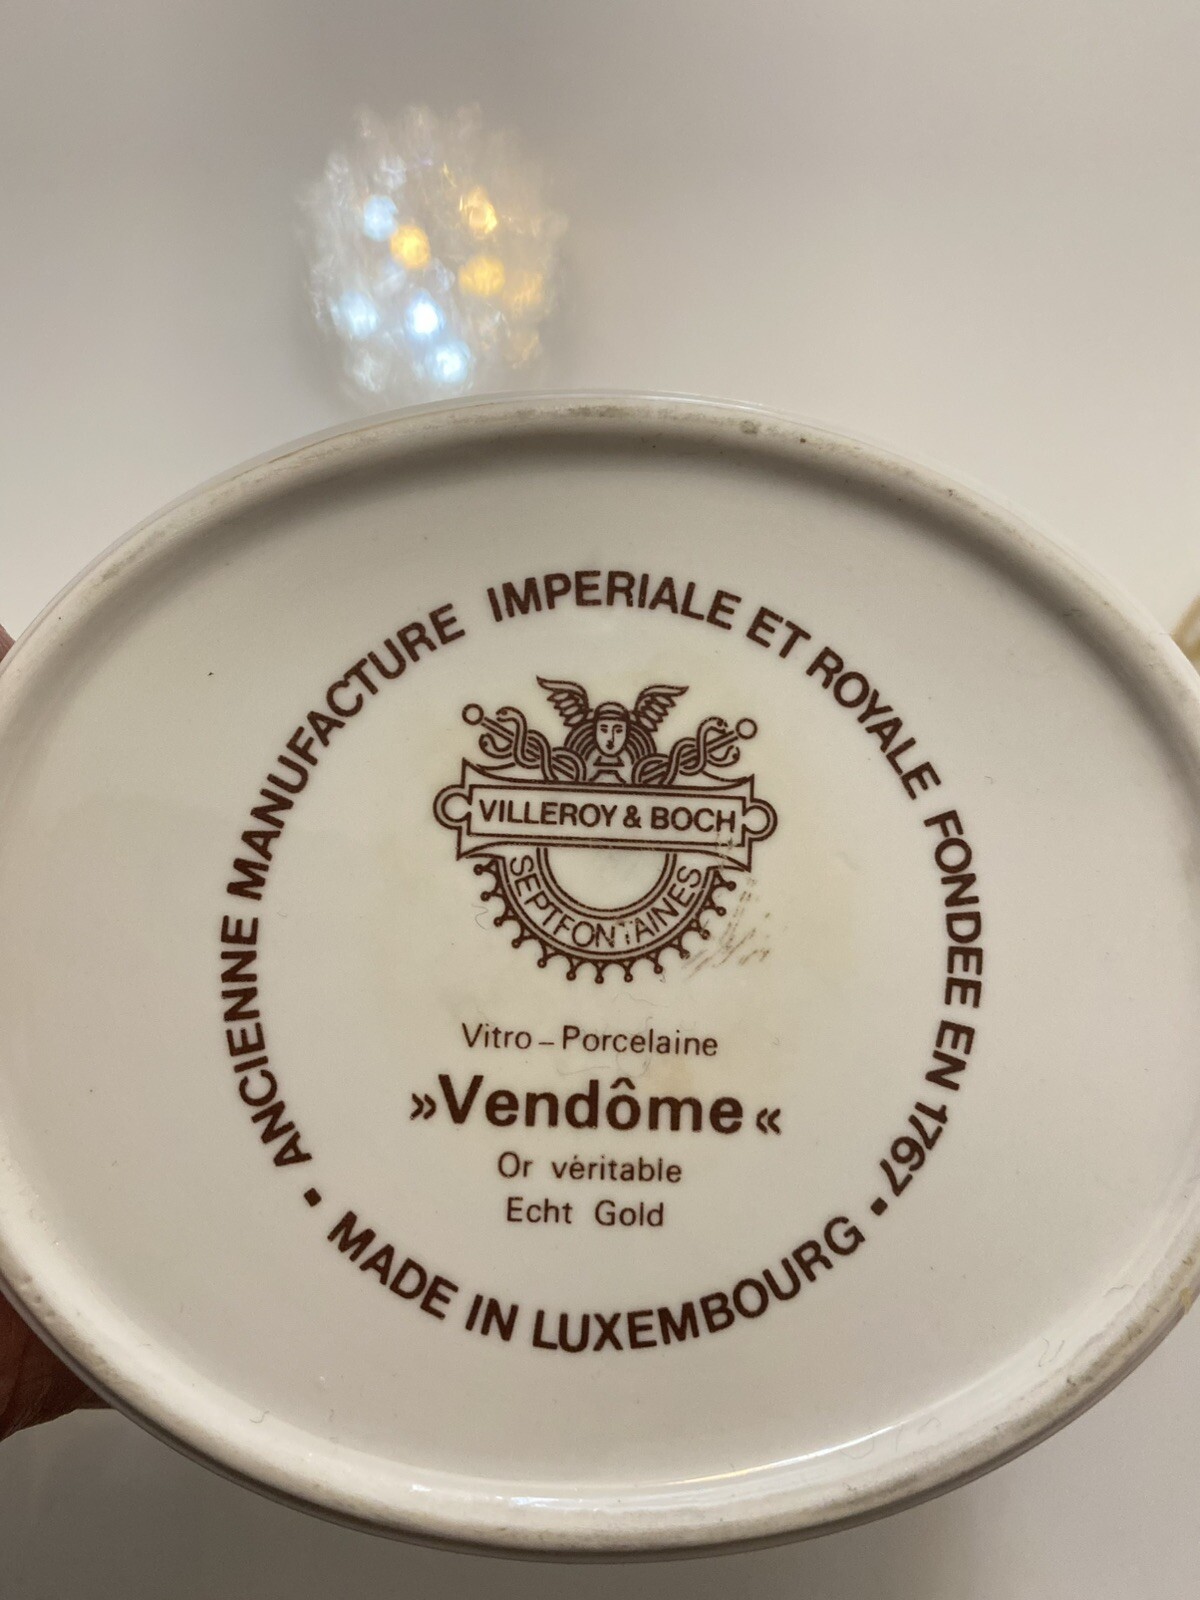 ANCIENNE MANUFACTURE IMPERIALE ET ROYALE FONDEE EN 1767 •
VILLEROY & BOCH
SEPTFONTAINES
Vitro – Porcelaine
»Vendôme«
Or véritable
Echt Gold
• MADE IN LUXEMBOURG